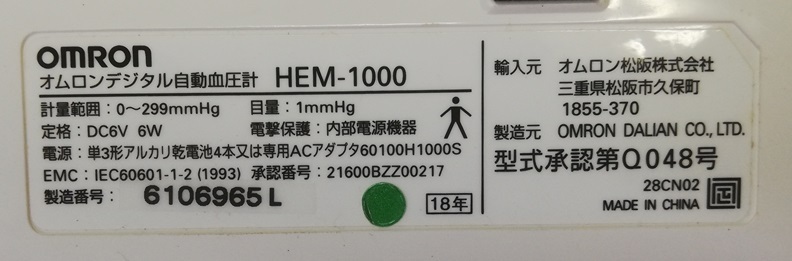 OMRON
オムロンデジタル自動血圧計 HEM-1000
計量範囲：0～299mmHg 目量：1mmHg
定格：DC6V 6W 電撃保護：内部電源機器
電源：単3形アルカリ乾電池4本又は専用ACアダプタ60100H1000S
EMC：IEC60601-1-2 (1993) 承認番号：21600BZZ00217
製造番号： 6106965 L
18年
輸入元 オムロン松阪株式会社
三重県松阪市久保町
1855-370
製造元 OMRON DALIAN CO., LTD.
型式承認第Q048号
28CN02
MADE IN CHINA